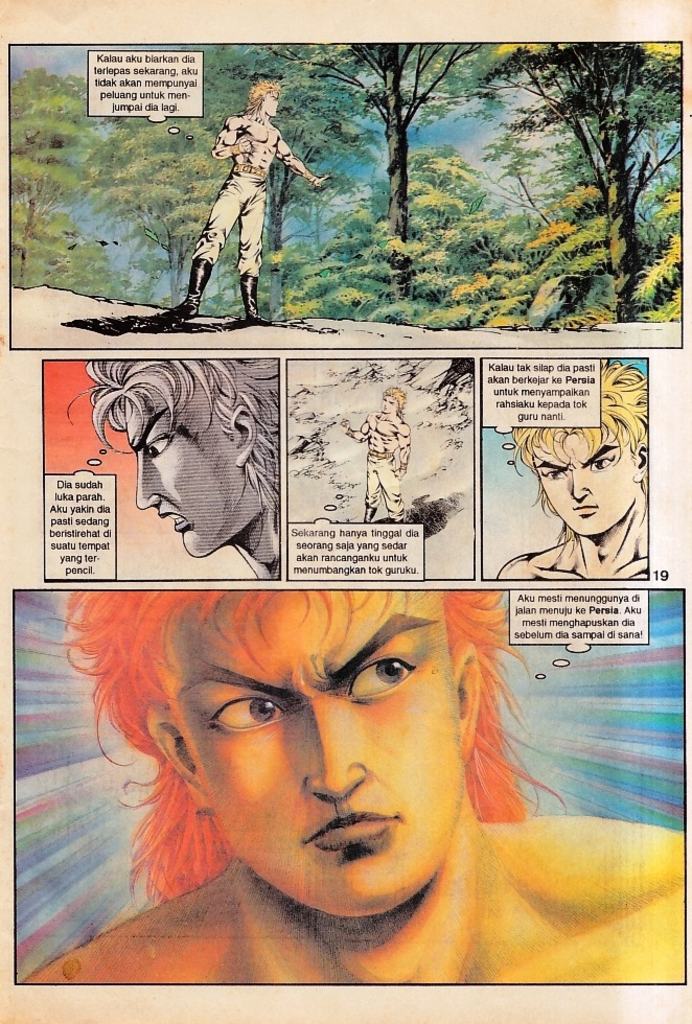 Kalau aku biarkan dia
terlepas sekarang, aku
tidak akan mempunyai
peluang untuk men-
jumpai dia lagi.
Dia sudah
luka parah.
Aku yakin dia
pasti sedang
beristirehat di
suatu tempat
yang ter-
pencil.
Sekarang hanya tinggal dia
seorang saja yang sedar
akan rancanganku untuk
menumbangkan tok guruku.
Kalau tak silap dia pasti
akan berkejar ke Persia
untuk menyampaikan
rahsiaku kepada tok
guru nanti.
19
Aku mesti menunggunya di
jalan menuju ke Persia. Aku
mesti menghapuskan dia
sebelum dia sampai di sana!